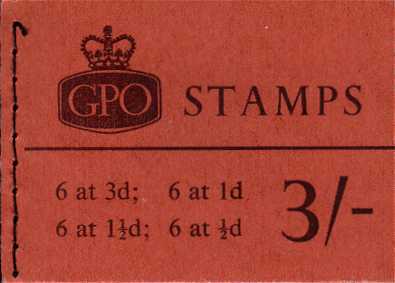 GPO STAMPS
6 at 3d; 6 at 1d
6 at 1½d; 6 at ½d
3/-